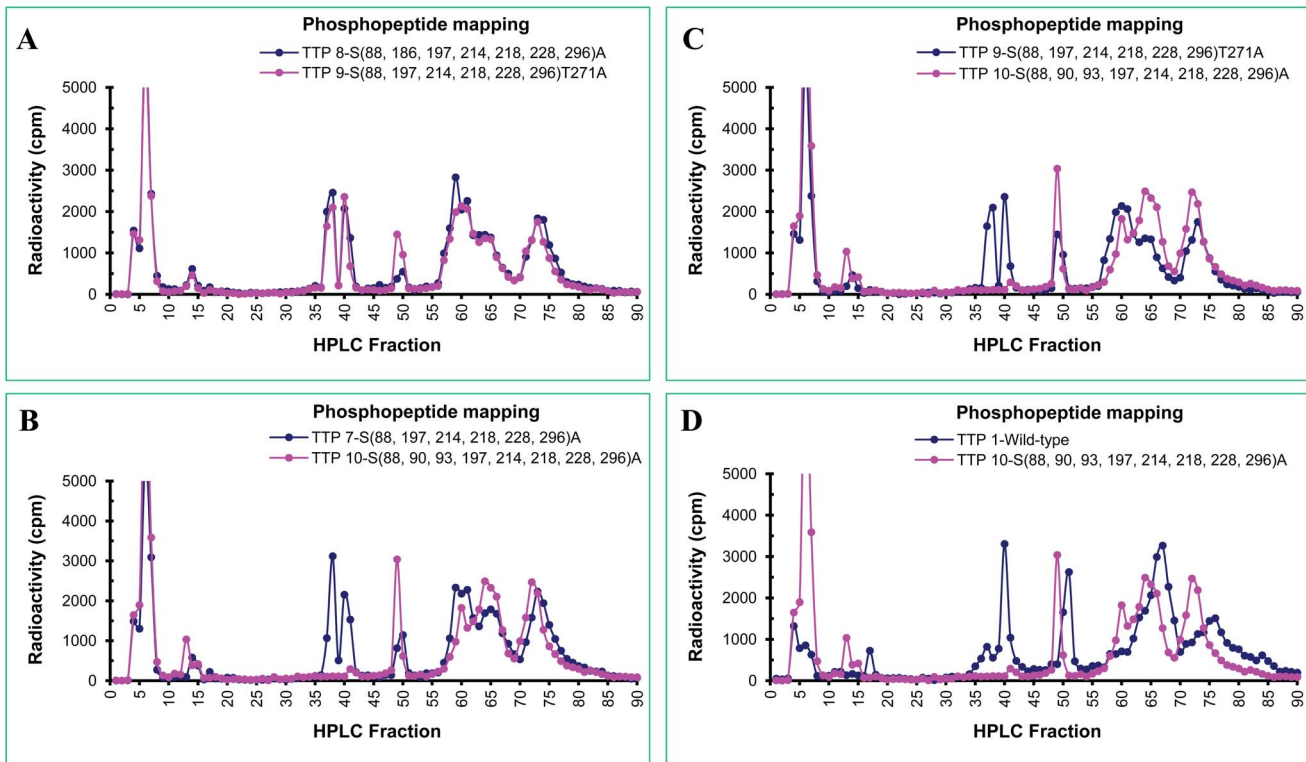 A
Phosphopeptide mapping
TTP 8-S(88, 186, 197, 214, 218, 228, 296)A
TTP 9-S(88, 197, 214, 218, 228, 296)T271A
Radioactivity (cpm)
5000
4000
3000
2000
1000
0
1 5 10 15 20 25 30 35 40 45 50 55 60 65 70 75 80 85 90
HPLC Fraction
C
Phosphopeptide mapping
TTP 9-S(88, 197, 214, 218, 228, 296)T271A
TTP 10-S(88, 90, 93, 197, 214, 218, 228, 296)A
Radioactivity (cpm)
5000
4000
3000
2000
1000
0
1 5 10 15 20 25 30 35 40 45 50 55 60 65 70 75 80 85 90
HPLC Fraction
B
Phosphopeptide mapping
TTP 7-S(88, 197, 214, 218, 228, 296)A
TTP 10-S(88, 90, 93, 197, 214, 218, 228, 296)A
Radioactivity (cpm)
5000
4000
3000
2000
1000
0
1 5 10 15 20 25 30 35 40 45 50 55 60 65 70 75 80 85 90
HPLC Fraction
D
Phosphopeptide mapping
TTP 1-Wild-type
TTP 10-S(88, 90, 93, 197, 214, 218, 228, 296)A
Radioactivity (cpm)
5000
4000
3000
2000
1000
0
1 5 10 15 20 25 30 35 40 45 50 55 60 65 70 75 80 85 90
HPLC Fraction